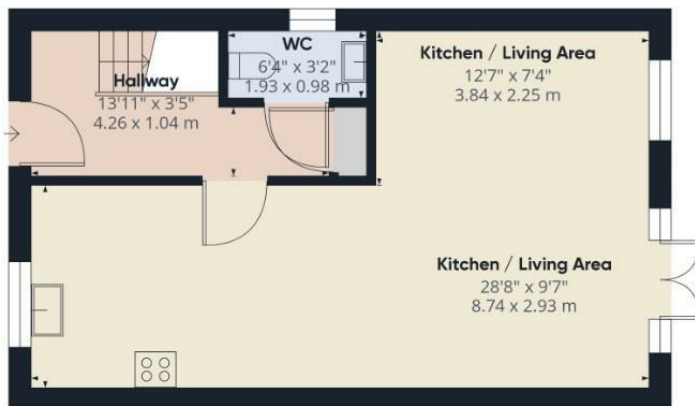 WC
6'4" x 3'2"
1.93 x 0.98 m
Kitchen / Living Area
12'7" x 7'4"
3.84 x 2.25 m
Hallway
13'11" x 3'5"
4.26 x 1.04 m
Kitchen / Living Area
28'8" x 9'7"
8.74 x 2.93 m